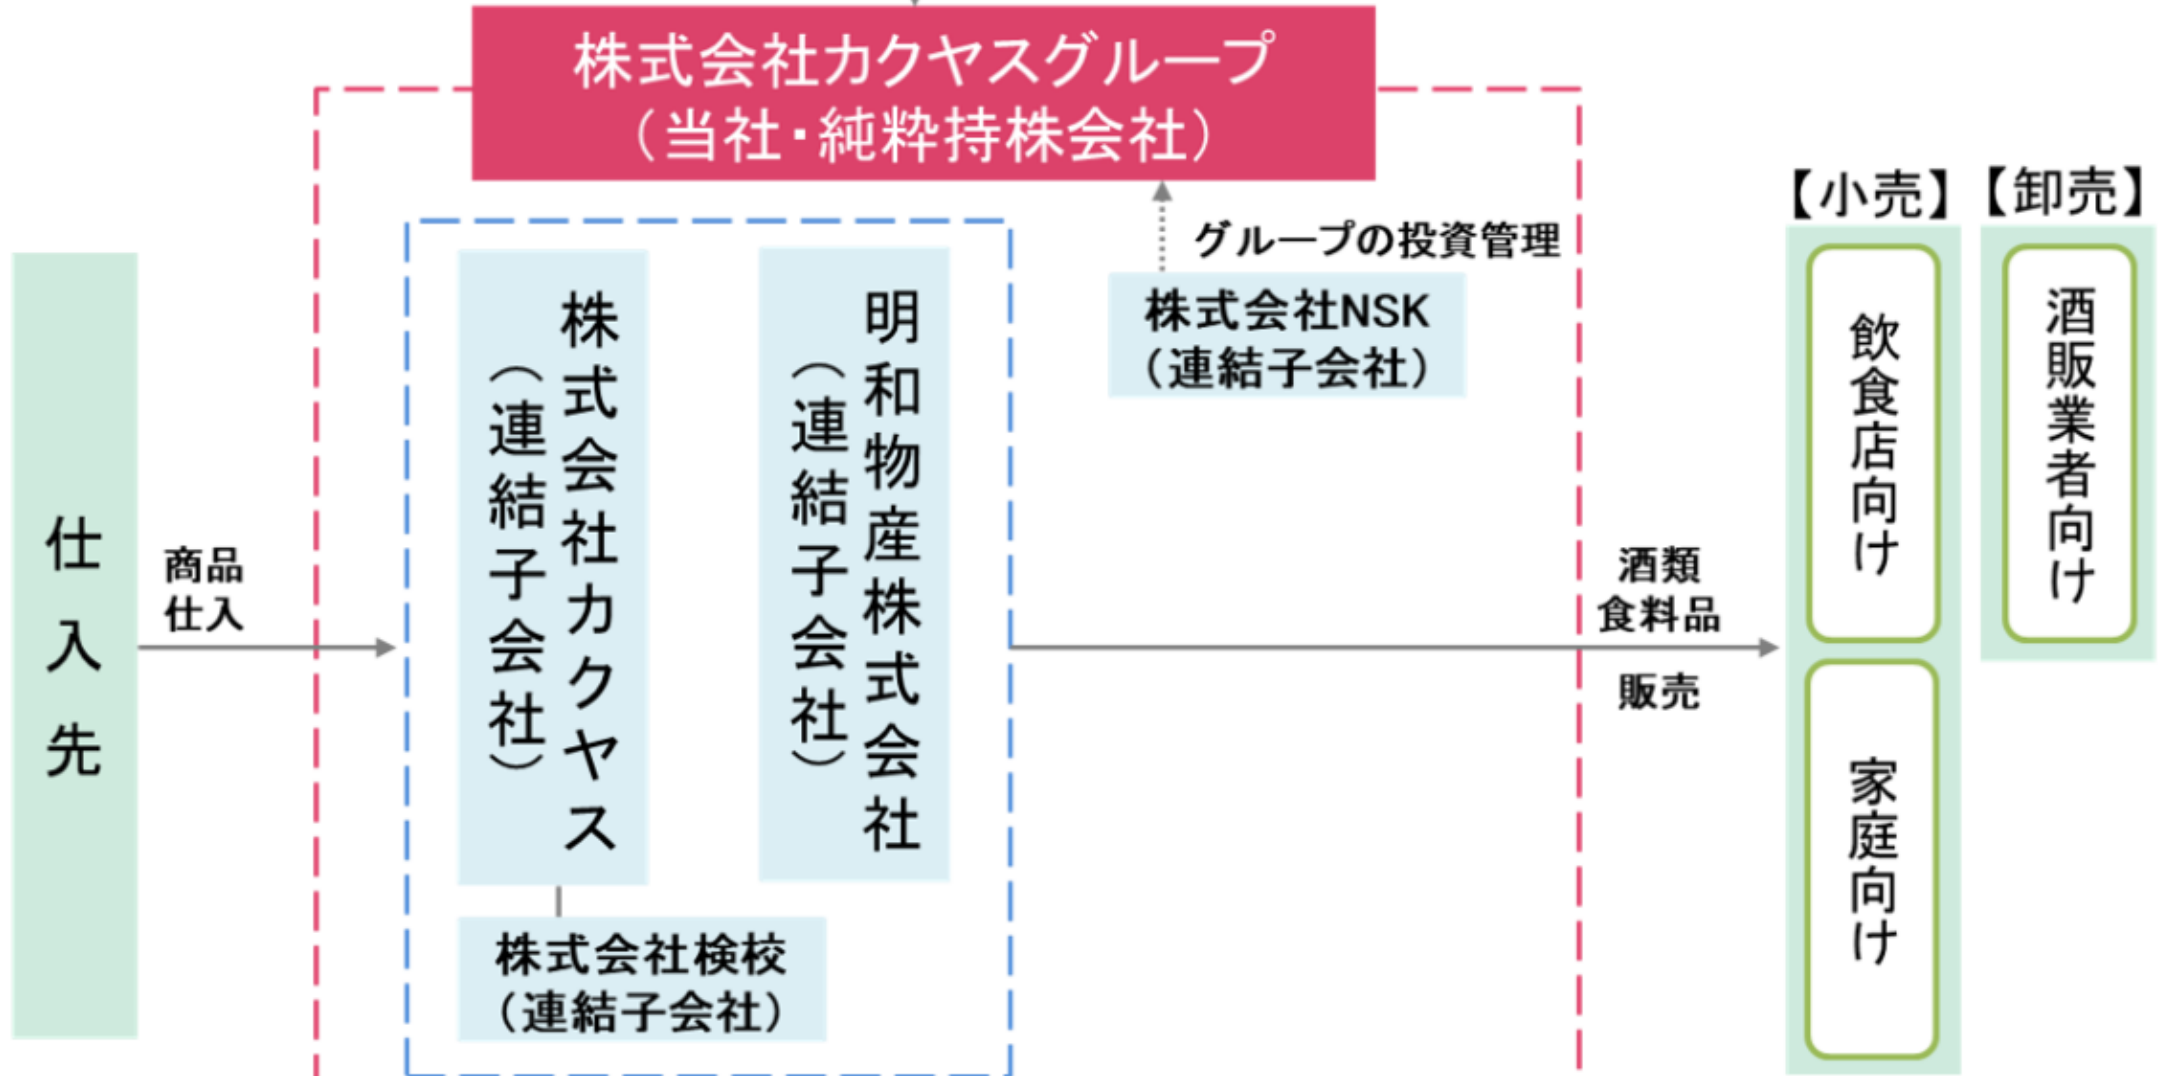 株式会社カクヤスグループ
（当社・純粋持株会社）
仕入先
商品
仕入
株式会社カクヤス
（連結子会社）
明和物産株式会社
（連結子会社）
株式会社検校
（連結子会社）
グループの投資管理
株式会社NSK
（連結子会社）
酒類
食料品
販売
【小売】
飲食店向け
家庭向け
【卸売】
酒販業者向け